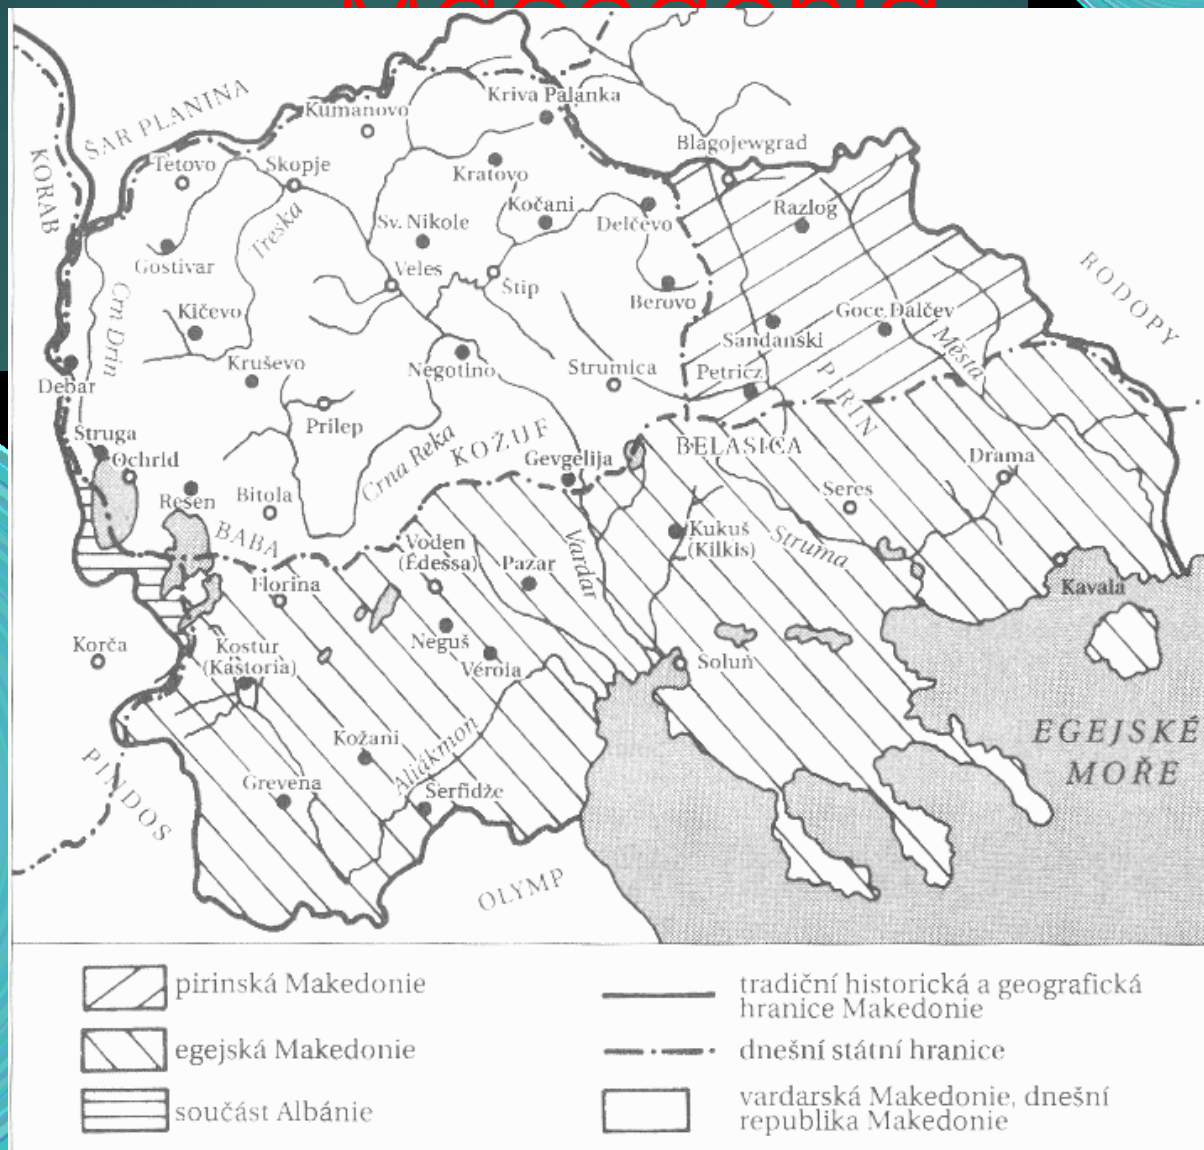 Macedonia
ŠAR PLANINA
KORAB
Kumanovo
Kriva Palanka
Tetovo
Skopje
Kratovo
Blagojewgrad
Treska
Sv. Nikole
Kočani
Delčevo
Razlog
Gostivar
Veles
Štip
Berovo
RODOPY
Crn Drin
Kičevo
Goce Dalčev
Sandanski
Města
Debar
Kruševo
Negotino
Strumica
Petricz
PIRIN
Struga
Prilep
Ochrid
Crna Reka
KOŽUF
Gevgelija
BELASICA
Drama
Resen
Bitola
Seres
BABA
Voden
(Edessa)
Pazar
Vardar
Kukuš
(Kilkis)
Struma
Florina
Kavala
Korča
Kostur
(Kastoria)
Neguš
Véroia
Solun
Kožani
Aliákmon
EGEJSKÉ
MOŘE
PINDOS
Grevena
Serfidže
OLYMP
pirinská Makedonie
egejská Makedonie
součást Albánie
tradiční historická a geografická
hranice Makedonie
dnešní státní hranice
vardarská Makedonie, dnešní
republika Makedonie